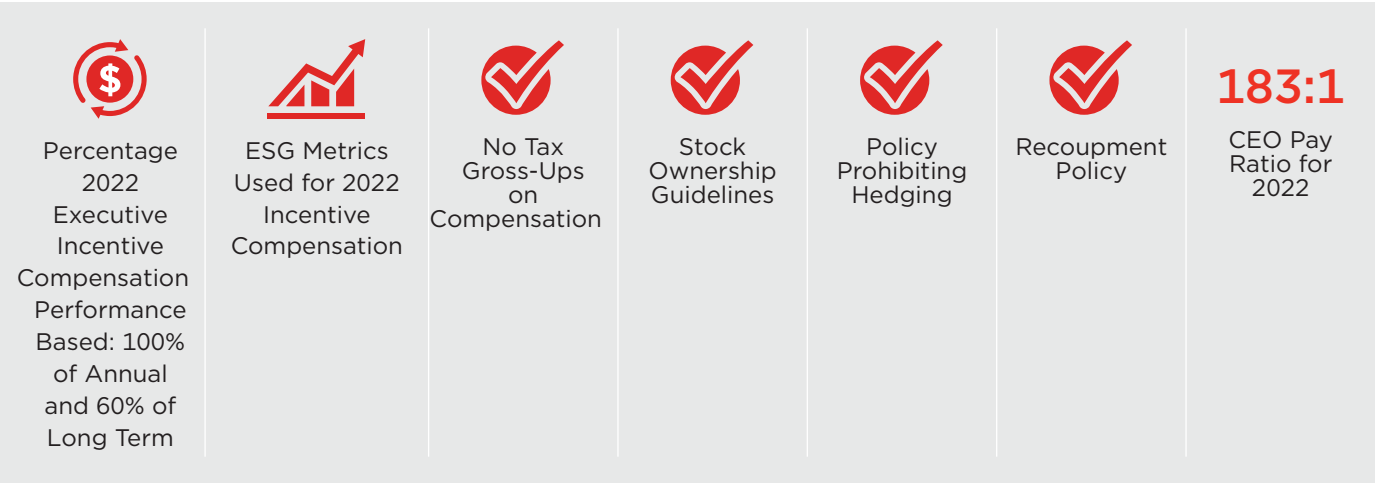 $
Percentage
2022
Executive
Incentive
Compensation
Performance
Based: 100%
of Annual
and 60% of
Long Term
ESG Metrics
Used for 2022
Incentive
Compensation
No Tax
Gross-Ups
on
Compensation
Stock
Ownership
Guidelines
Policy
Prohibiting
Hedging
Recoupment
Policy
183:1
CEO Pay
Ratio for
2022